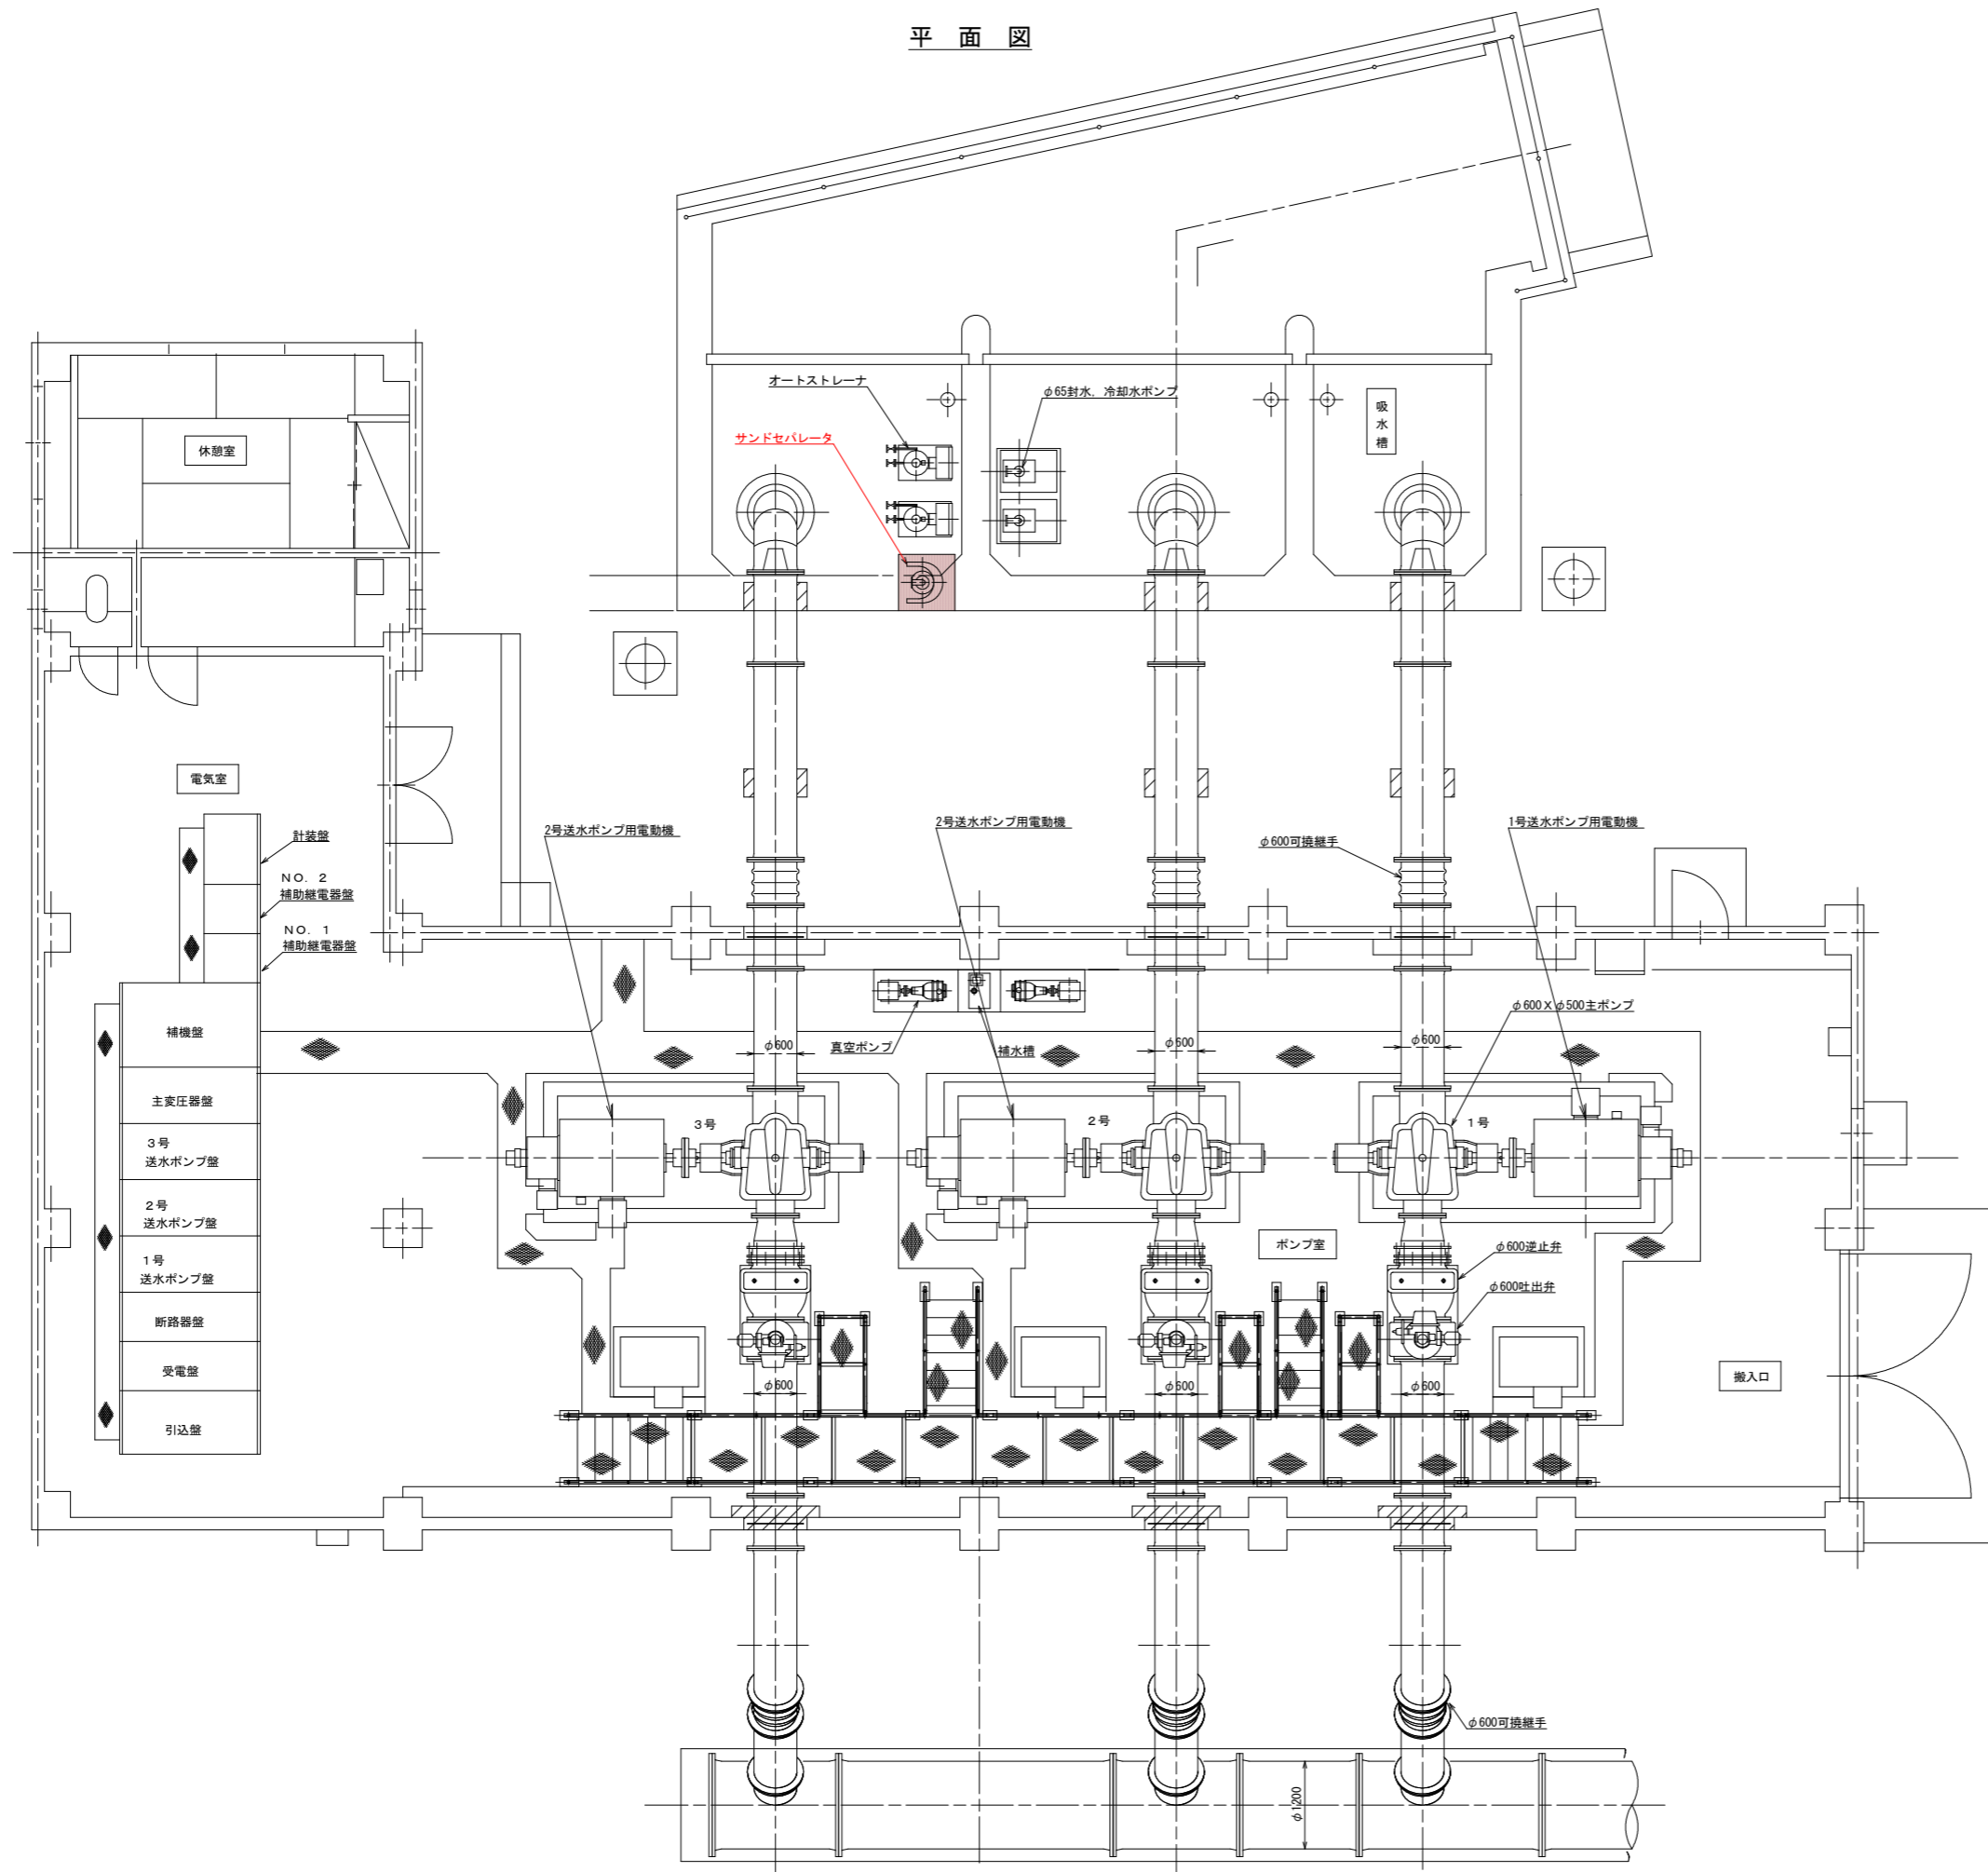 平 面 図
オートストレーナ
φ65封水，冷却水ポンプ
吸水槽
サンドセパレータ
休憩室
電気室
計装盤
NO. 2
補助継電器盤
NO. 1
補助継電器盤
2号送水ポンプ用電動機
2号送水ポンプ用電動機
1号送水ポンプ用電動機
φ600可撓継手
φ600×φ500主ポンプ
真空ポンプ
補水槽
φ600
φ600
φ600
補機盤
主変圧器盤
3号
送水ポンプ盤
2号
送水ポンプ盤
1号
送水ポンプ盤
断路器盤
受電盤
引込盤
3号
2号
1号
ポンプ室
φ600逆止弁
φ600吐出弁
φ600
φ600
φ600
搬入口
φ600可撓継手
φ1200